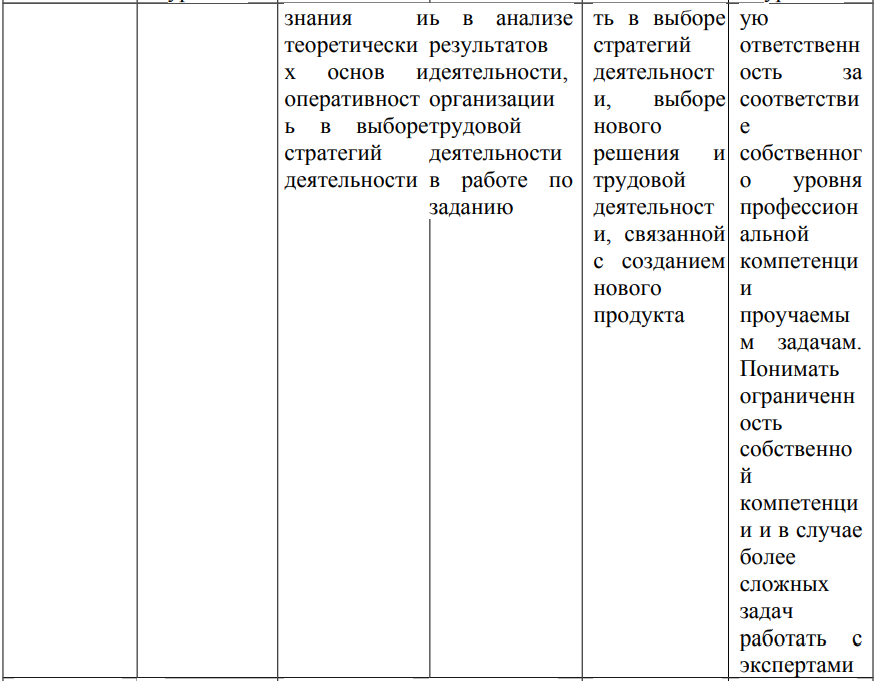 знания и
теоретически
х основ и
оперативност
ь в выборе
стратегий
деятельности
ь в анализе
результатов
деятельности,
организации
трудовой
деятельности
в работе по
заданию
ть в выборе
стратегий
деятельност
и, выборе
нового
решения и
трудовой
деятельност
и, связанной
с созданием
нового
продукта
ую
ответственн
ость за
соответстви
е
собственног
о уровня
профессион
альной
компетенци
и
проучаемы
м задачам.
Понимать
ограниченн
ость
собственно
й
компетенци
и и в случае
более
сложных
задач
работать с
экспертами